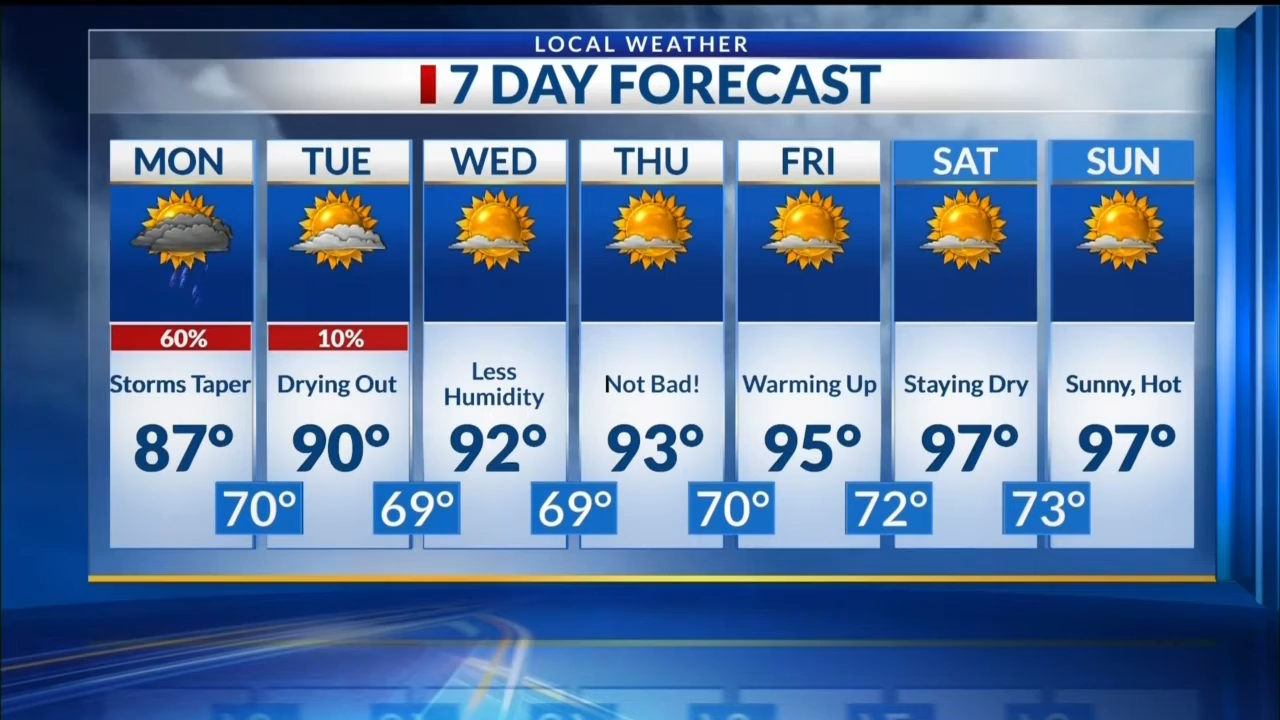 LOCAL WEATHER
7 DAY FORECAST
MON TUE WED THU FRI SAT SUN
60% 10%
Storms Taper Drying Out Less Humidity Not Bad! Warming Up Staying Dry Sunny, Hot
87° 90° 92° 93° 95° 97° 97°
70° 69° 69° 70° 72° 73°